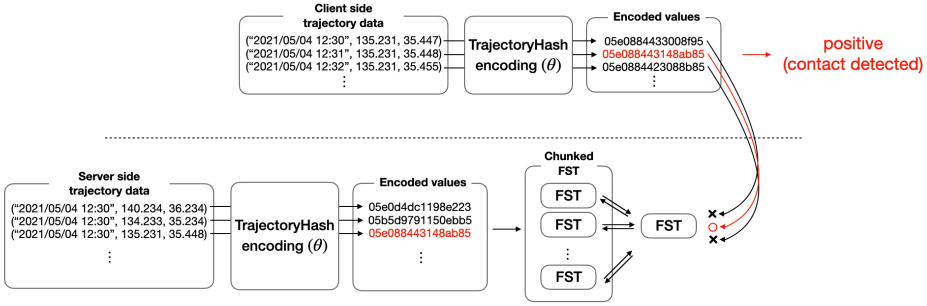 Client side
trajectory data
("2021/05/04 12:30", 135.231, 35.447)
("2021/05/04 12:31", 135.231, 35.448)
("2021/05/04 12:32", 135.231, 35.455)
⋮
TrajectoryHash
encoding (θ)
Encoded values
05e0884433008f95
05e088443148ab85
05e0884423088b85
⋮
positive
(contact detected)
Server side
trajectory data
("2021/05/04 12:30", 140.234, 36.234)
("2021/05/04 12:30", 134.233, 35.234)
("2021/05/04 12:30", 135.231, 35.448)
⋮
TrajectoryHash
encoding (θ)
Encoded values
05e0d4dc1198e223
05b5d9791150ebb5
05e088443148ab85
⋮
Chunked
FST
FST
FST
⋮
FST
FST